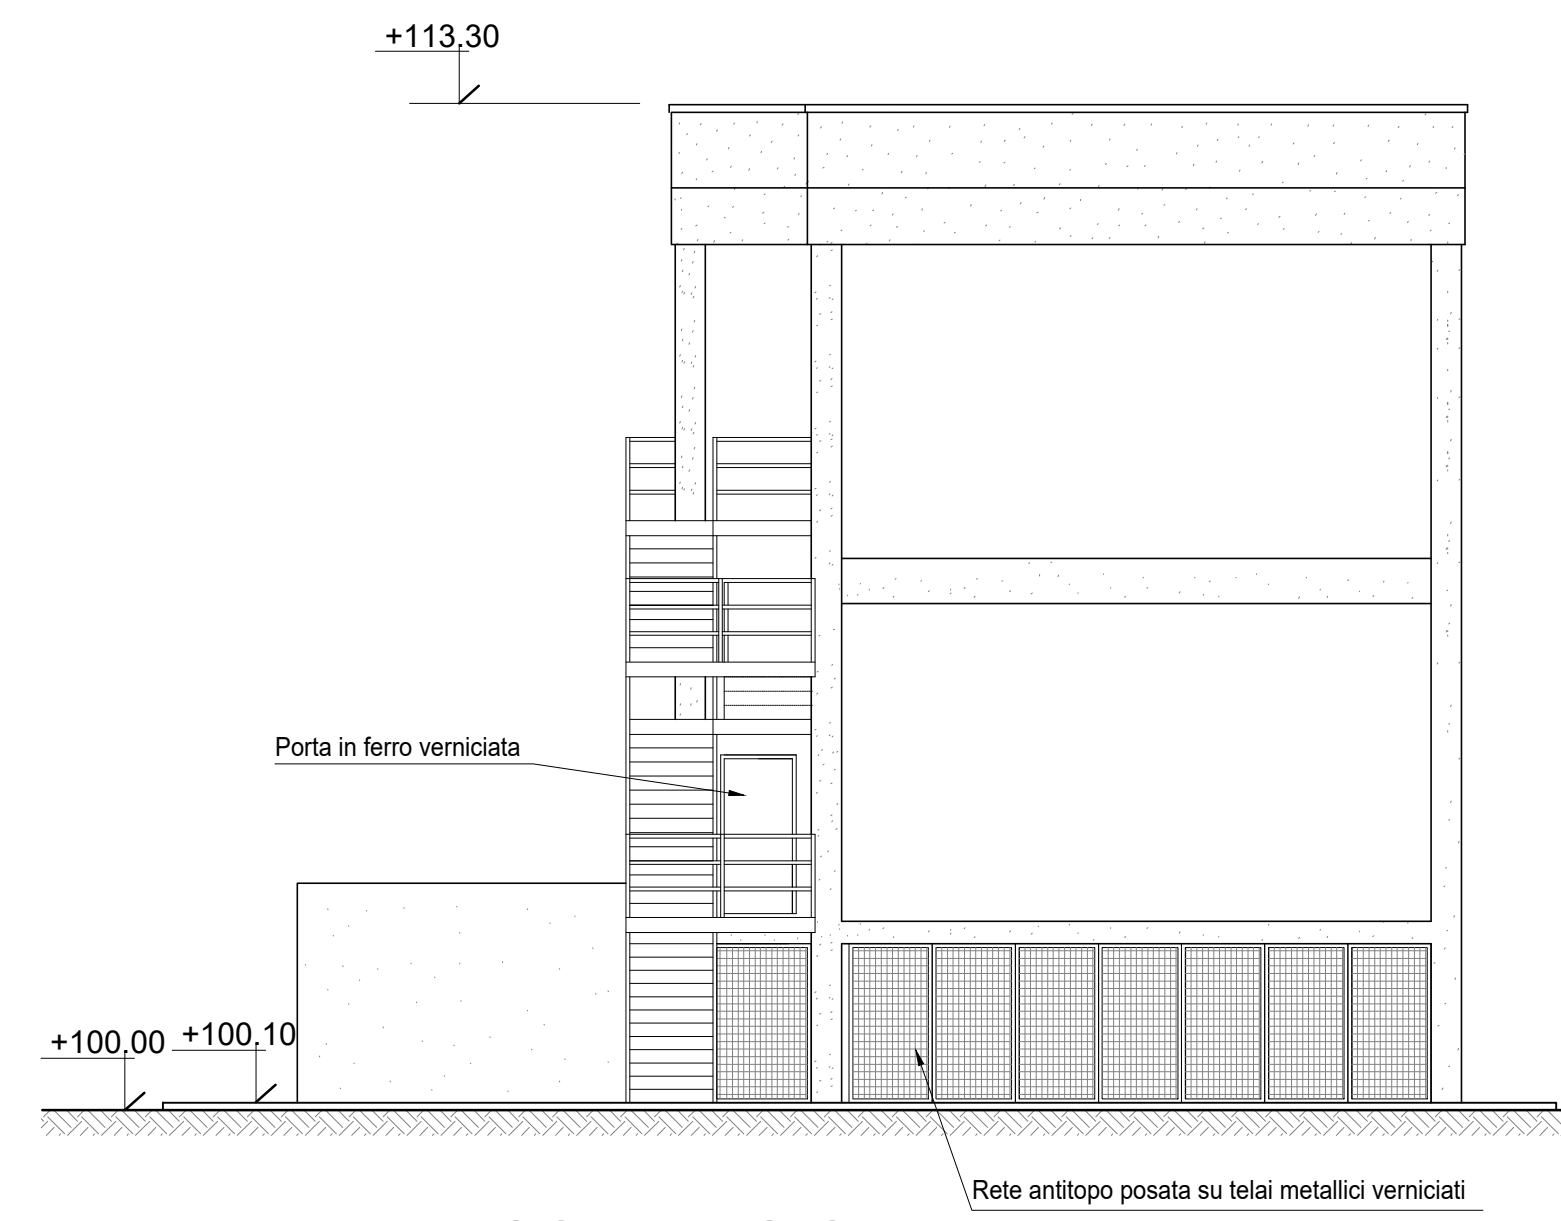 +113.30
Porta in ferro verniciata
+100.00
+100.10
Rete antitopo posata su telai metallici verniciati